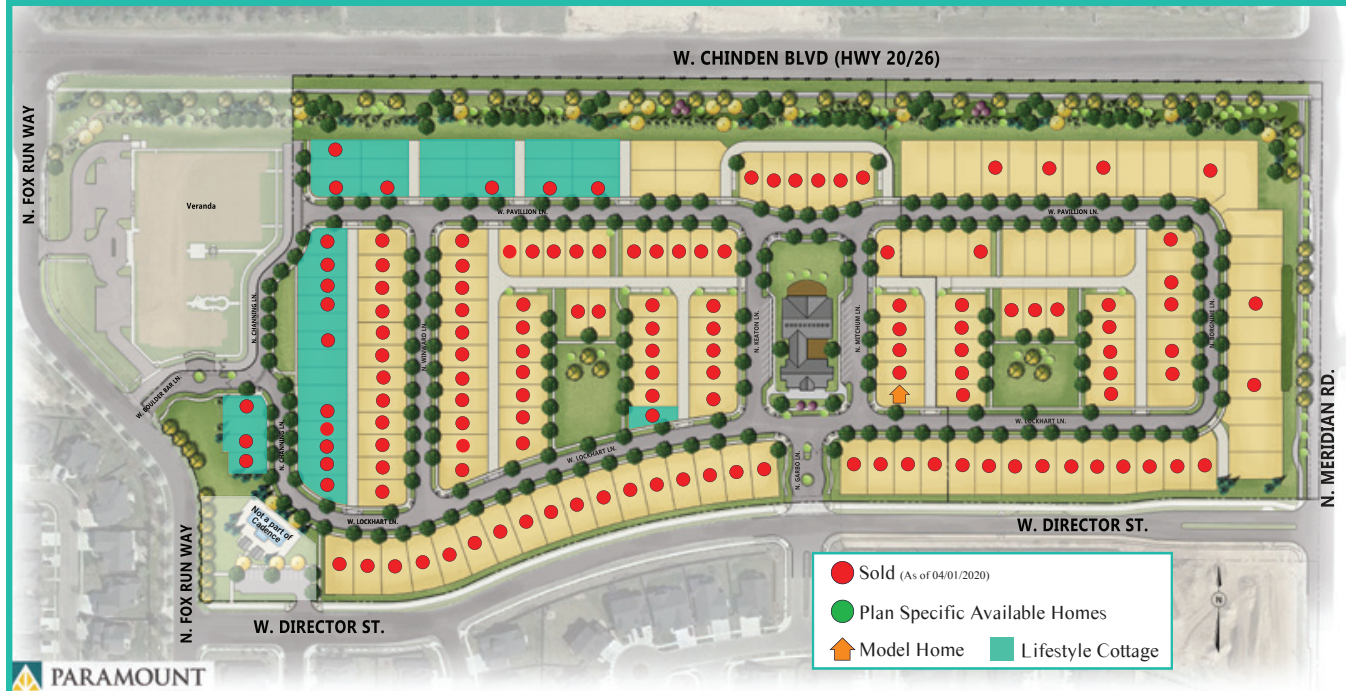 W. CHINDEN BLVD (HWY 20/26)
N. FOX RUN WAY
Veranda
W. PAVILLION LN.
W. PAVILLION LN.
N. CHANNING LN.
N. WINWARD LN.
N. KEATON LN.
N. MITCHUM LN.
N. BORGNINE LN.
W. BOULDER BAR LN.
N. CHANNING LN.
W. LOCKHART LN.
W. LOCKHART LN.
W. LOCKHART LN.
N. GARBO LN.
N. MERIDIAN RD.
Not a part of
Cadence
N. FOX RUN WAY
W. DIRECTOR ST.
W. DIRECTOR ST.
Sold (As of 04/01/2020)
Plan Specific Available Homes
Model Home
Lifestyle Cottage
N
PARAMOUNT